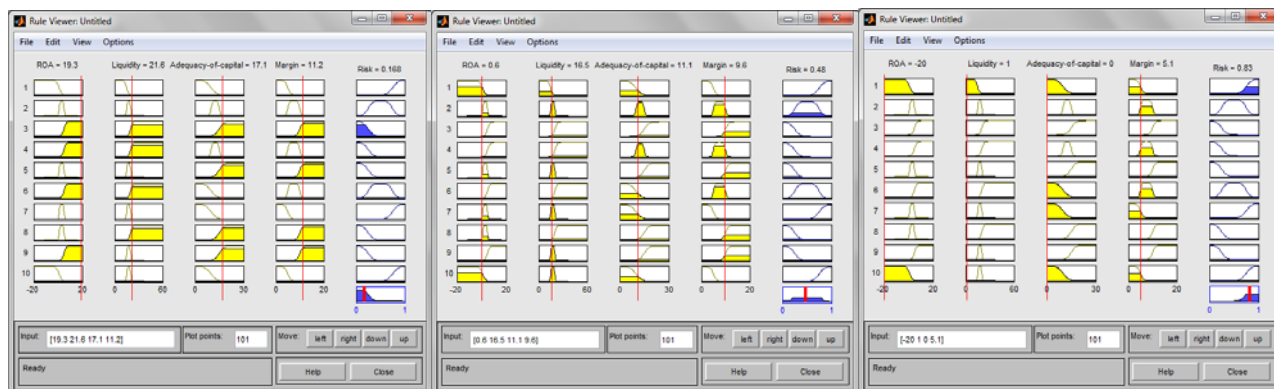 Rule Viewer: Untitled
File Edit View Options
ROA = 19.3 Liquidity = 21.6 Adequacy-of-capital = 17.1 Margin = 11.2 Risk = 0.168
1
2
3
4
5
6
7
8
9
10
-20 20 0 60 0 30 0 30
0 1
Input: [19.3 21.6 17.1 11.2] Plot points: 101 Move: left right down up
Ready Help Close
Rule Viewer: Untitled
File Edit View Options
ROA = 0.6 Liquidity = 16.5 Adequacy-of-capital = 11.1 Margin = 9.6 Risk = 0.48
1
2
3
4
5
6
7
8
9
10
-20 20 0 60 0 30 0 30
0 1
Input: [0.6 16.5 11.1 9.6] Plot points: 101 Move: left right down up
Ready Help Close
Rule Viewer: Untitled
File Edit View Options
ROA = -20 Liquidity = 1 Adequacy-of-capital = 0 Margin = 5.1 Risk = 0.83
1
2
3
4
5
6
7
8
9
10
-20 20 0 60 0 30 0 30
0 1
Input: [-20 1 0 5.1] Plot points: 101 Move: left right down up
Ready Help Close